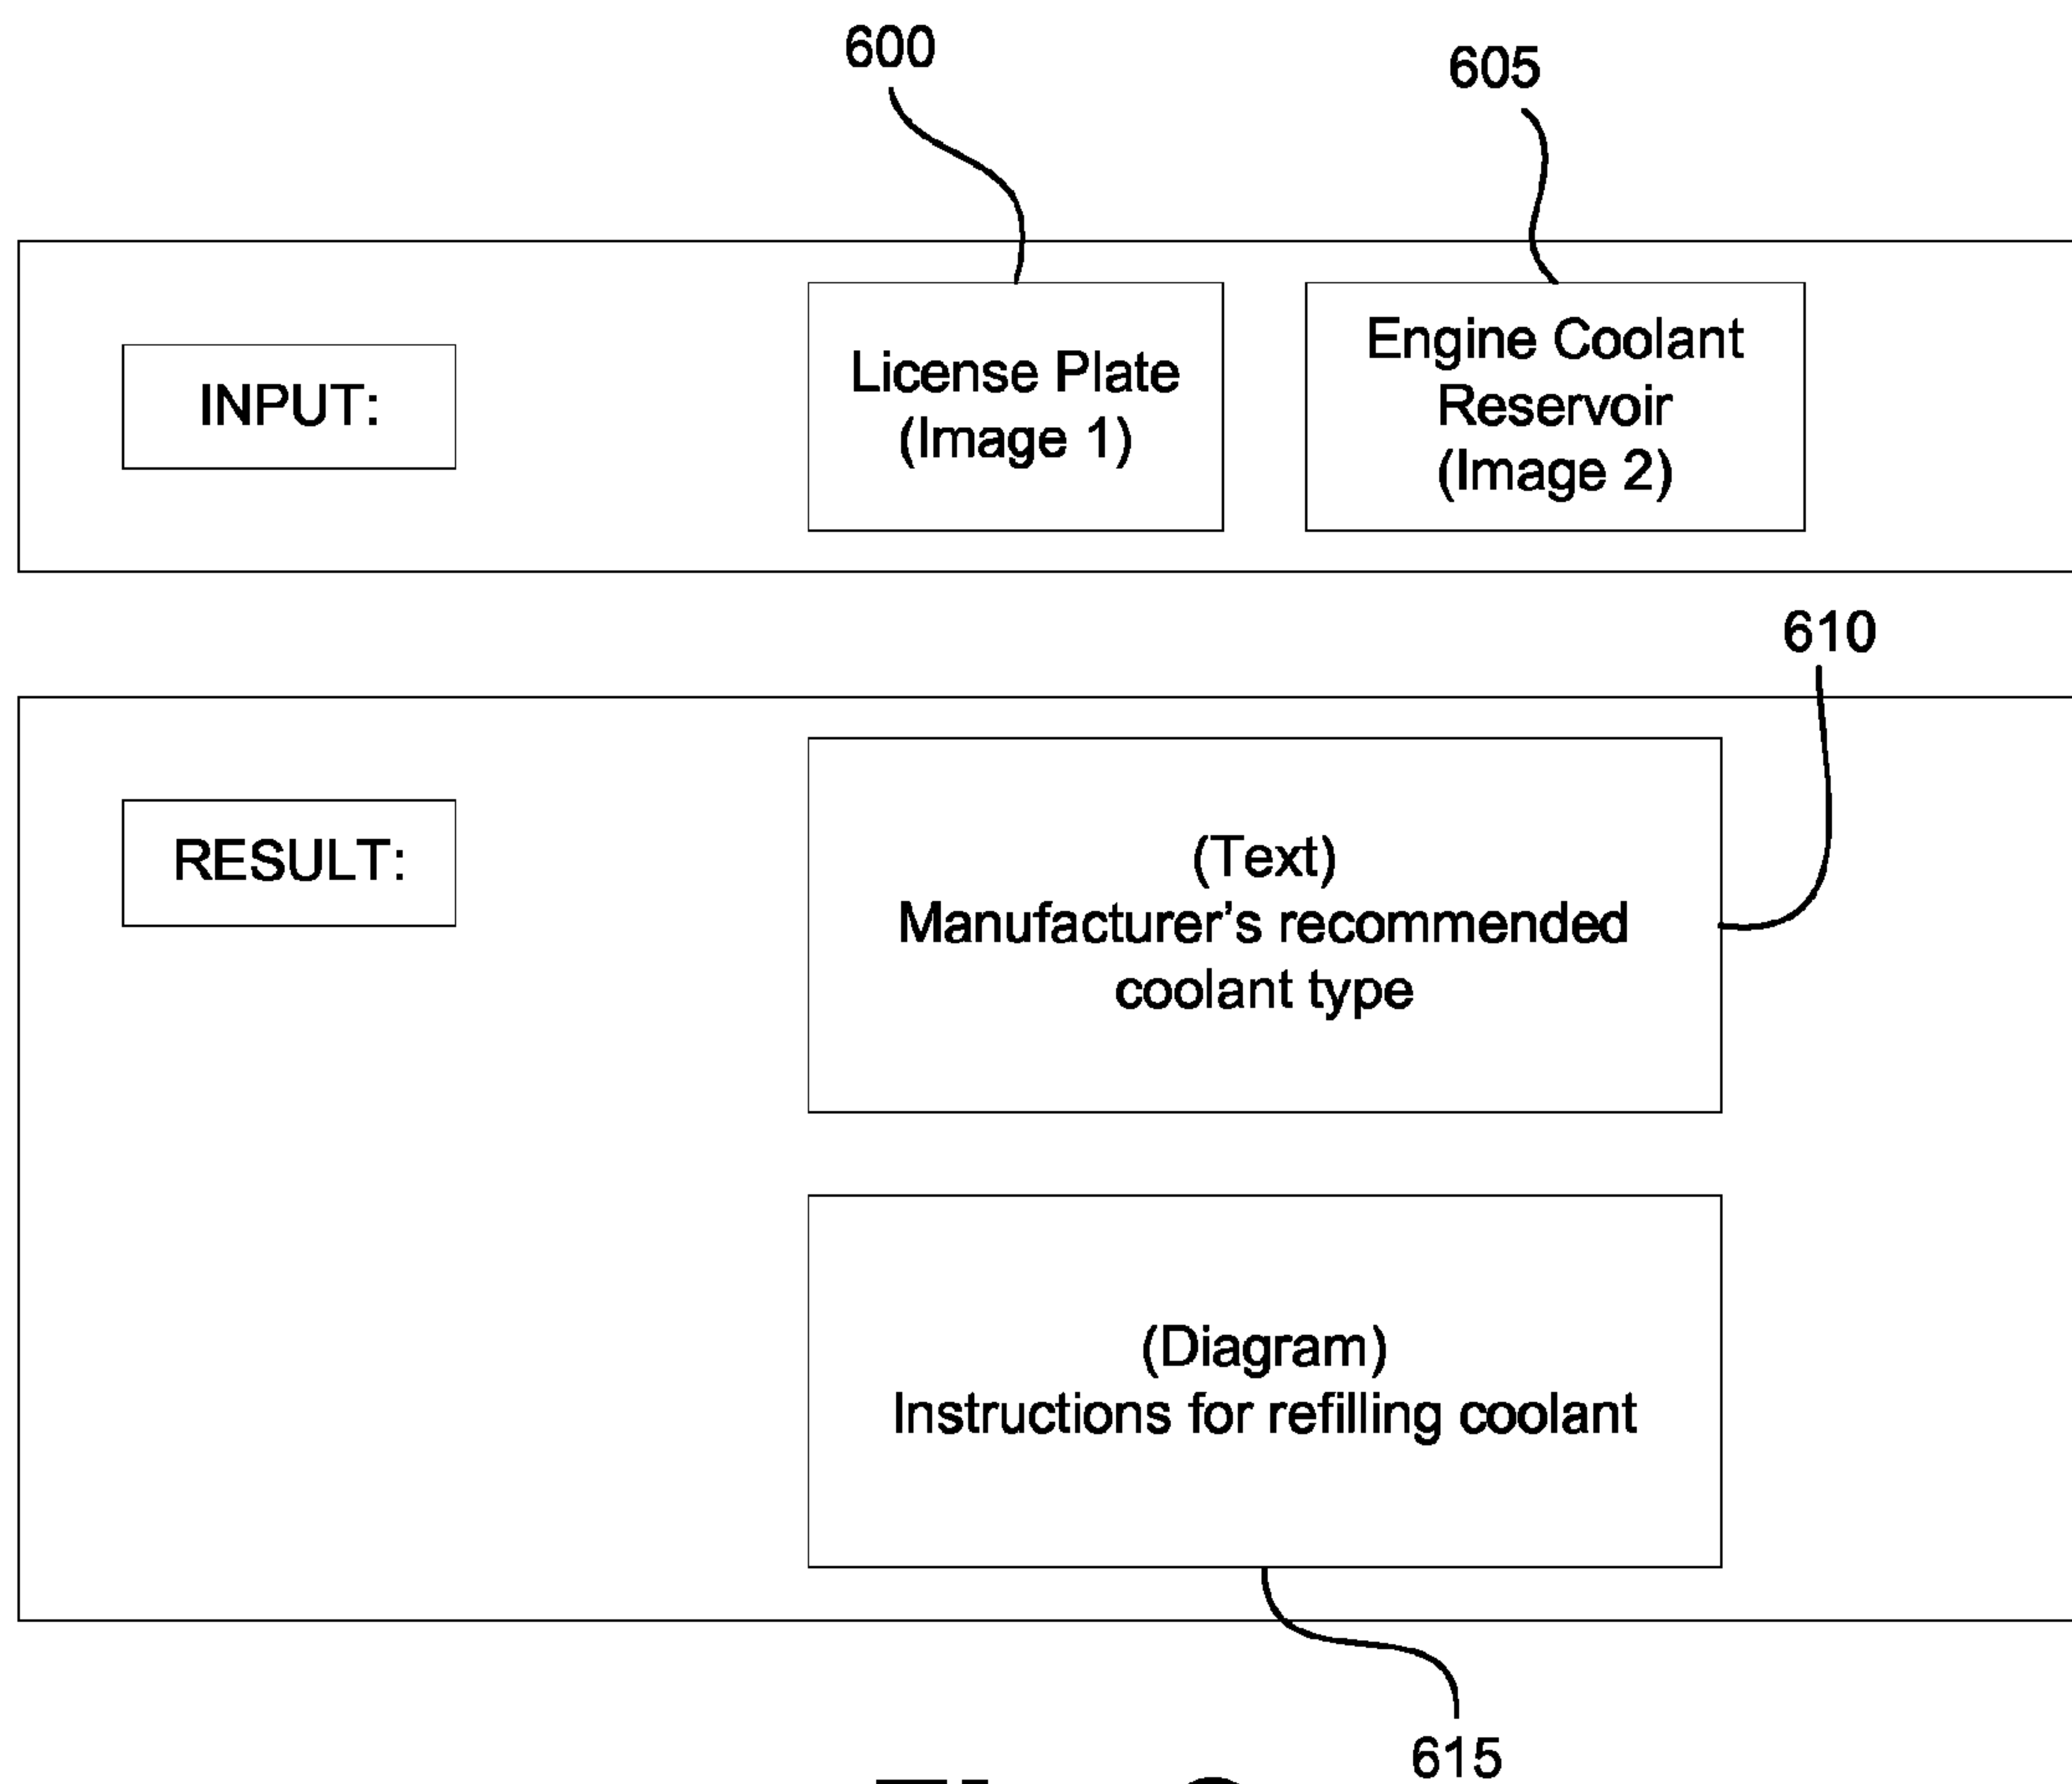 600
605
INPUT:
License Plate
(Image 1)
Engine Coolant
Reservoir
(Image 2)
610
RESULT:
(Text)
Manufacturer's recommended
coolant type
(Diagram)
Instructions for refilling coolant
615